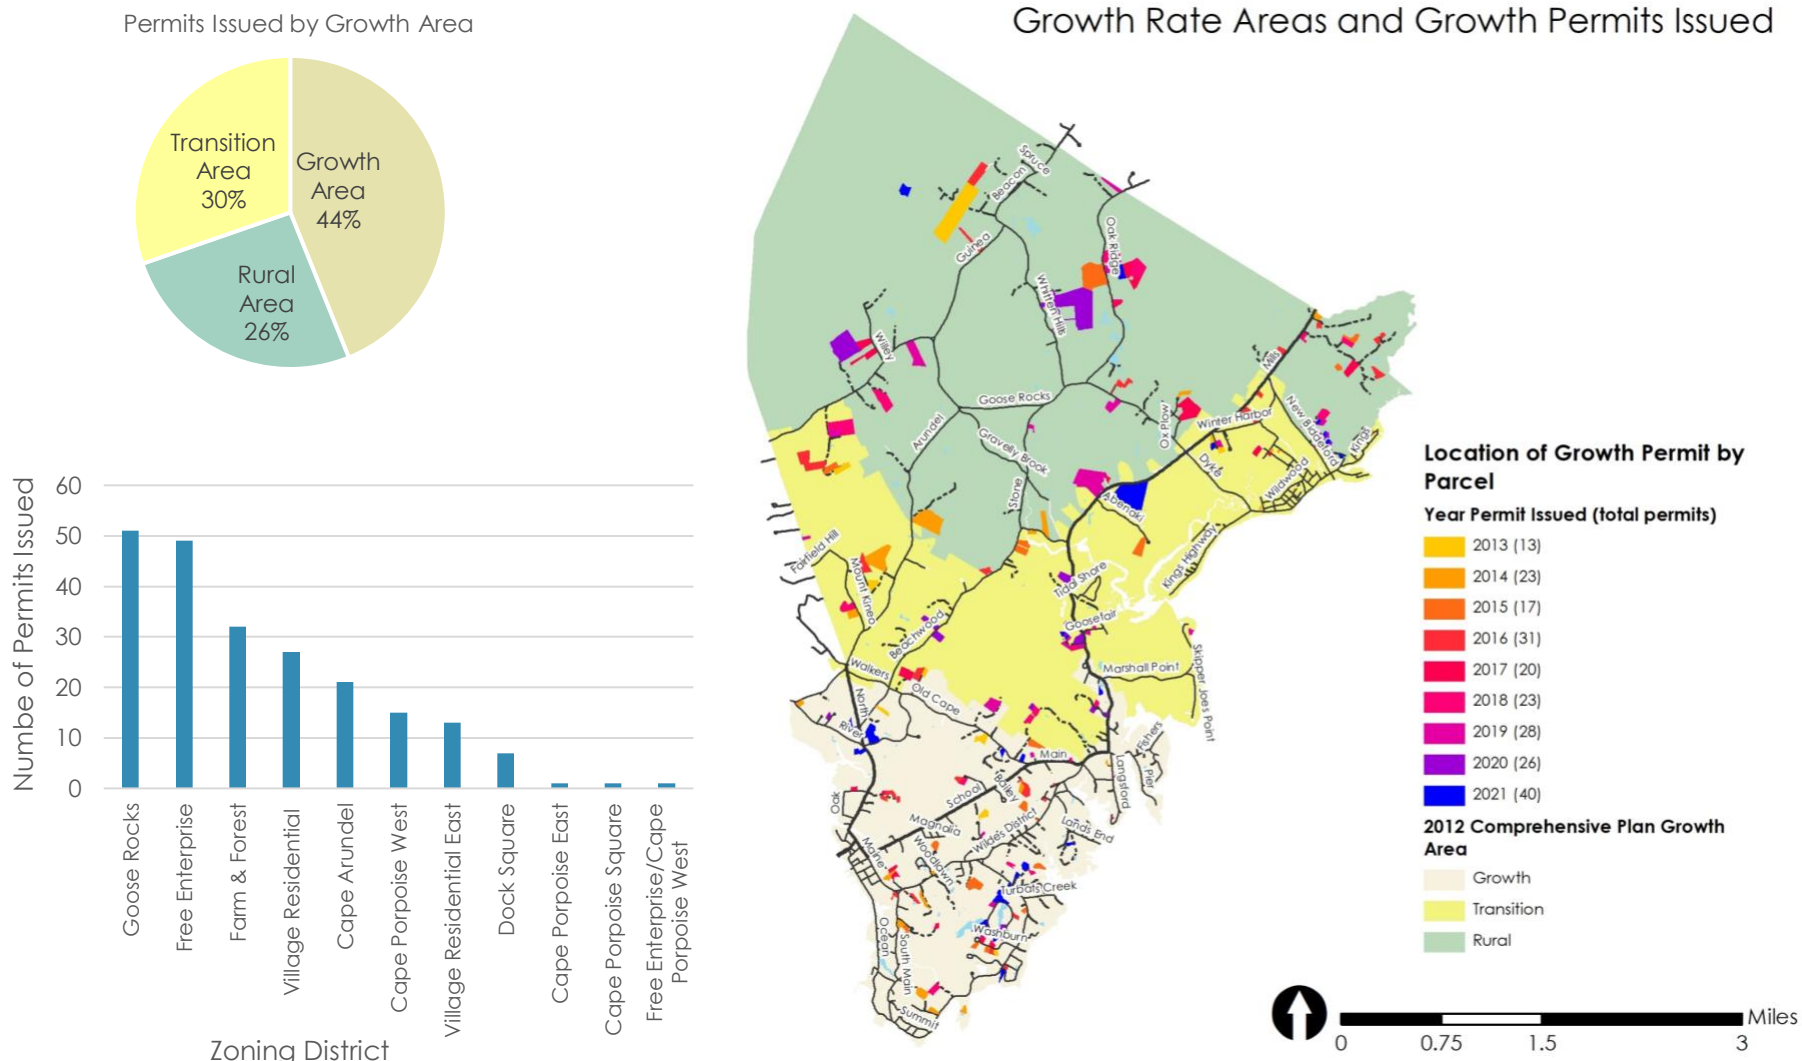 Permits Issued by Growth Area
Transition
Area
30%
Growth
Area
44%
Rural
Area
26%
Numbe of Permits Issued
60
50
40
30
20
10
0
Goose Rocks
Free Enterprise
Farm & Forest
Village Residential
Cape Arundel
Cape Porpoise West
Village Residential East
Dock Square
Cape Porpoise East
Cape Porpoise Square
Free Enterprise/Cape
Porpoise West
Zoning District
Growth Rate Areas and Growth Permits Issued
Spruce
Beacon
Guinea
Oak Ridge
Whitten Hills
Willey
Mills
Goose Rocks
Arundel
Gravelly Brook
Ox Plow
Winter Harbor
New Biddeford
Kings
Stone
Dyke
Wildwood
Abenaki
Fairfield Hill
Mount Kineo
Kings Highway
Tidal Shore
Beachwood
Goosefair
Walkers
Marshall Point
Skipper Joes Point
Old Cape
North
River
Fishers
Main
Langsford
Pier
Oak
School
Bailey
Magnolia
Wildes District
Lands End
Maine
Woodlawn
Turbats Creek
Ocean
South Main
Washburn
Summit
Location of Growth Permit by
Parcel
Year Permit Issued (total permits)
2013 (13)
2014 (23)
2015 (17)
2016 (31)
2017 (20)
2018 (23)
2019 (28)
2020 (26)
2021 (40)
2012 Comprehensive Plan Growth
Area
Growth
Transition
Rural
Miles
0 0.75 1.5 3